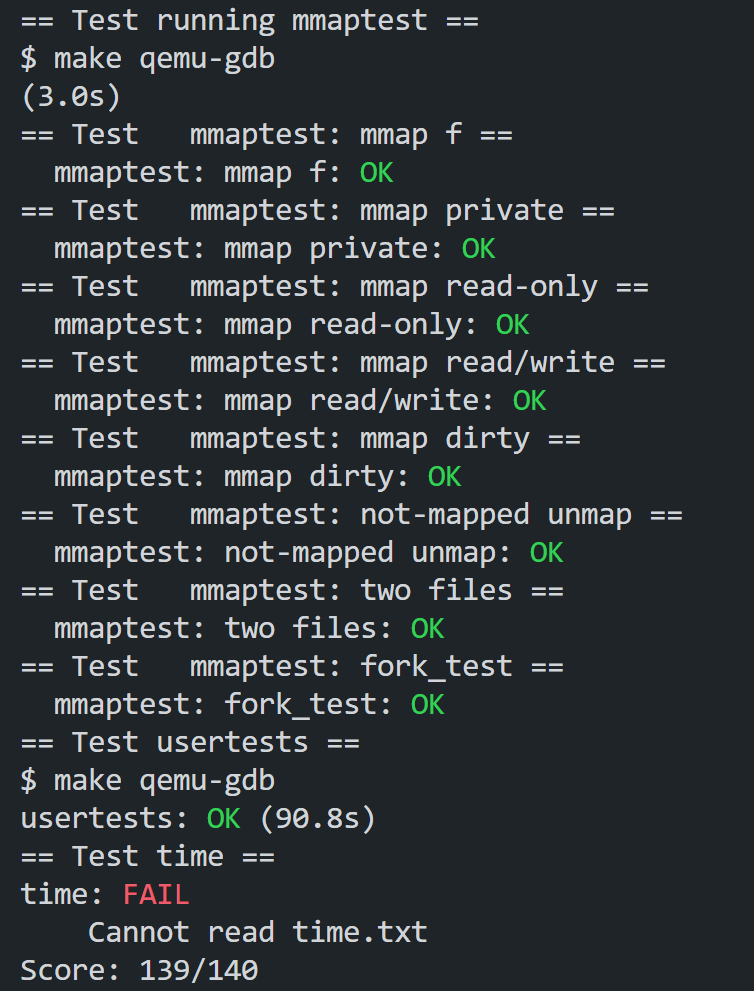 == Test running mmaptest ==
$ make qemu-gdb
(3.0s)
== Test   mmaptest: mmap f ==
  mmaptest: mmap f: OK
== Test   mmaptest: mmap private ==
  mmaptest: mmap private: OK
== Test   mmaptest: mmap read-only ==
  mmaptest: mmap read-only: OK
== Test   mmaptest: mmap read/write ==
  mmaptest: mmap read/write: OK
== Test   mmaptest: mmap dirty ==
  mmaptest: mmap dirty: OK
== Test   mmaptest: not-mapped unmap ==
  mmaptest: not-mapped unmap: OK
== Test   mmaptest: two files ==
  mmaptest: two files: OK
== Test   mmaptest: fork_test ==
  mmaptest: fork_test: OK
== Test usertests ==
$ make qemu-gdb
usertests: OK (90.8s)
== Test time ==
time: FAIL
    Cannot read time.txt
Score: 139/140